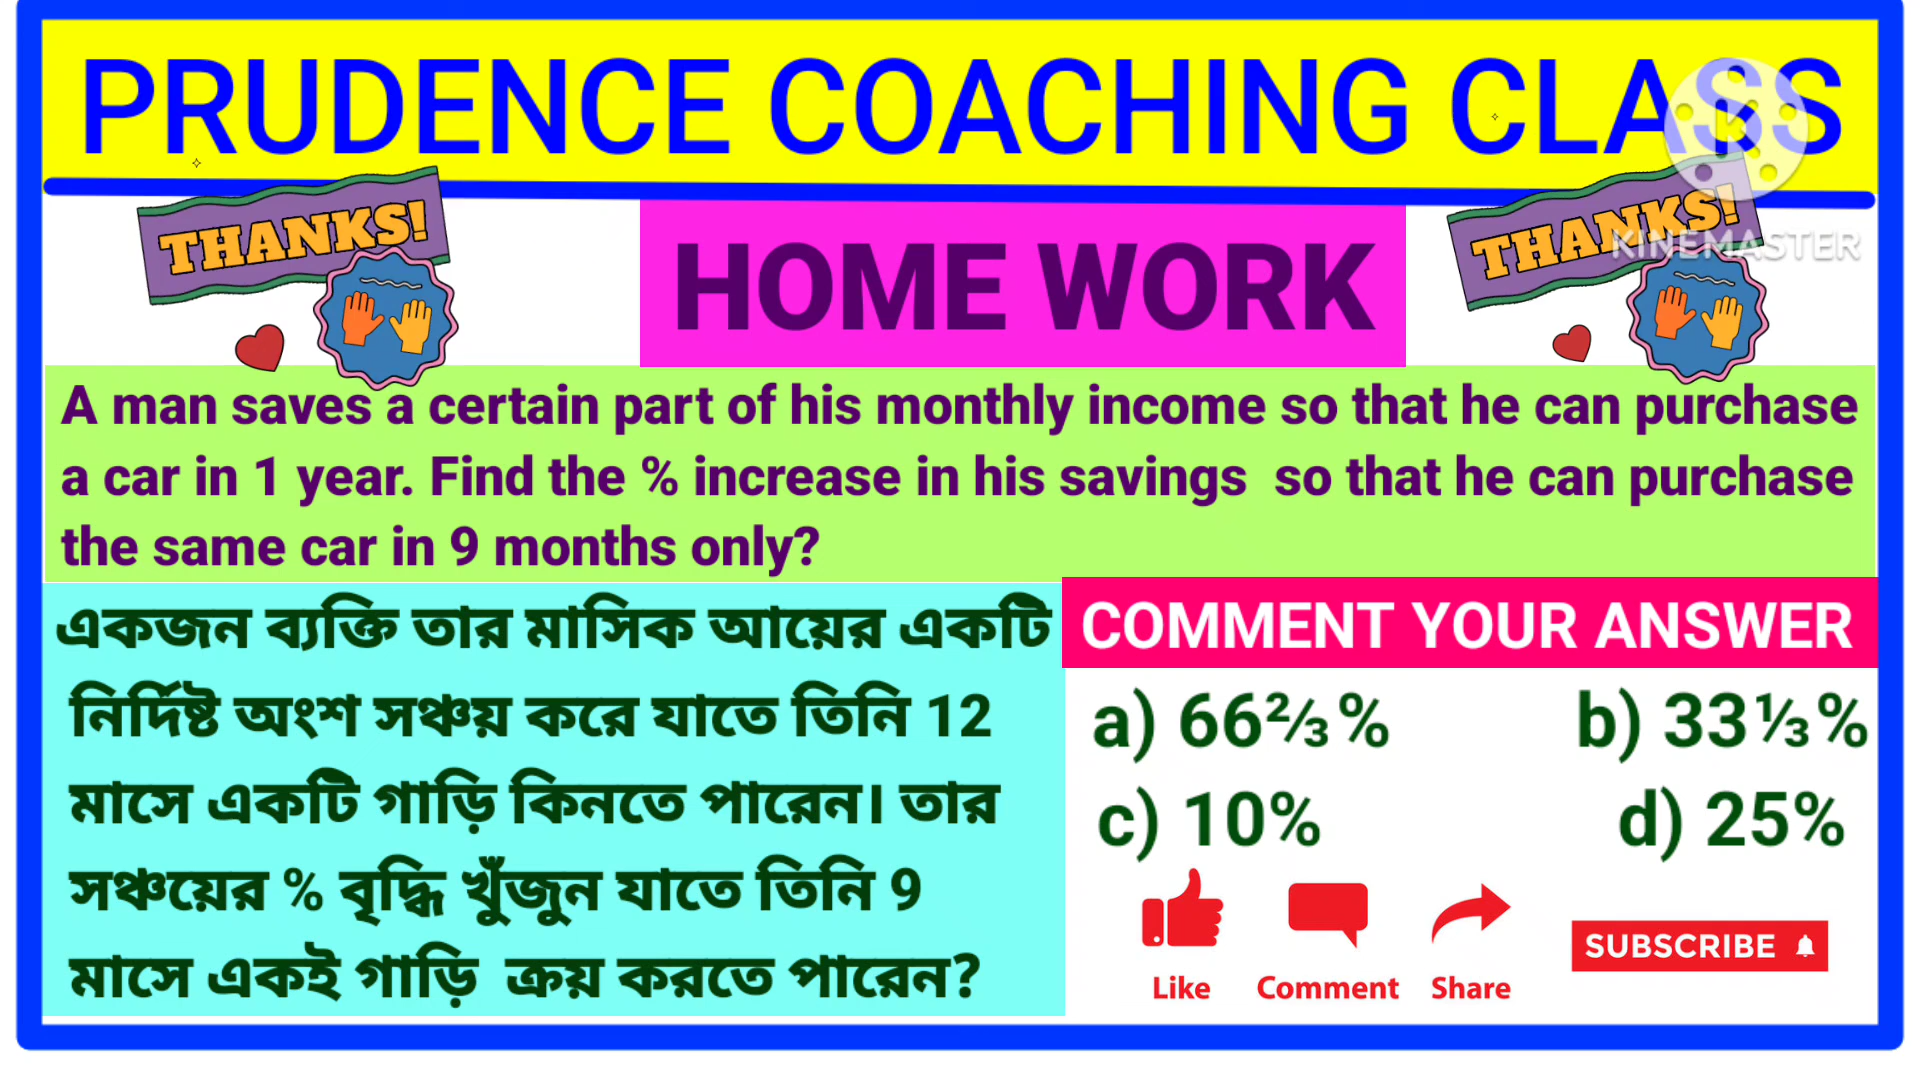 PRUDENCE COACHING CLASS
THANKS!
THANKS!
KINEMASTER
HOME WORK
A man saves a certain part of his monthly income so that he can purchase
a car in 1 year. Find the % increase in his savings so that he can purchase
the same car in 9 months only?
একজন ব্যক্তি তার মাসিক আয়ের একটি
নির্দিষ্ট অংশ সঞ্চয় করে যাতে তিনি 12
মাসে একটি গাড়ি কিনতে পারেন। তার
সঞ্চয়ের % বৃদ্ধি খুঁজুন যাতে তিনি 9
মাসে একই গাড়ি ক্রয় করতে পারেন?
COMMENT YOUR ANSWER
a) 66⅔% b) 33⅓%
c) 10% d) 25%
SUBSCRIBE
Like Comment Share